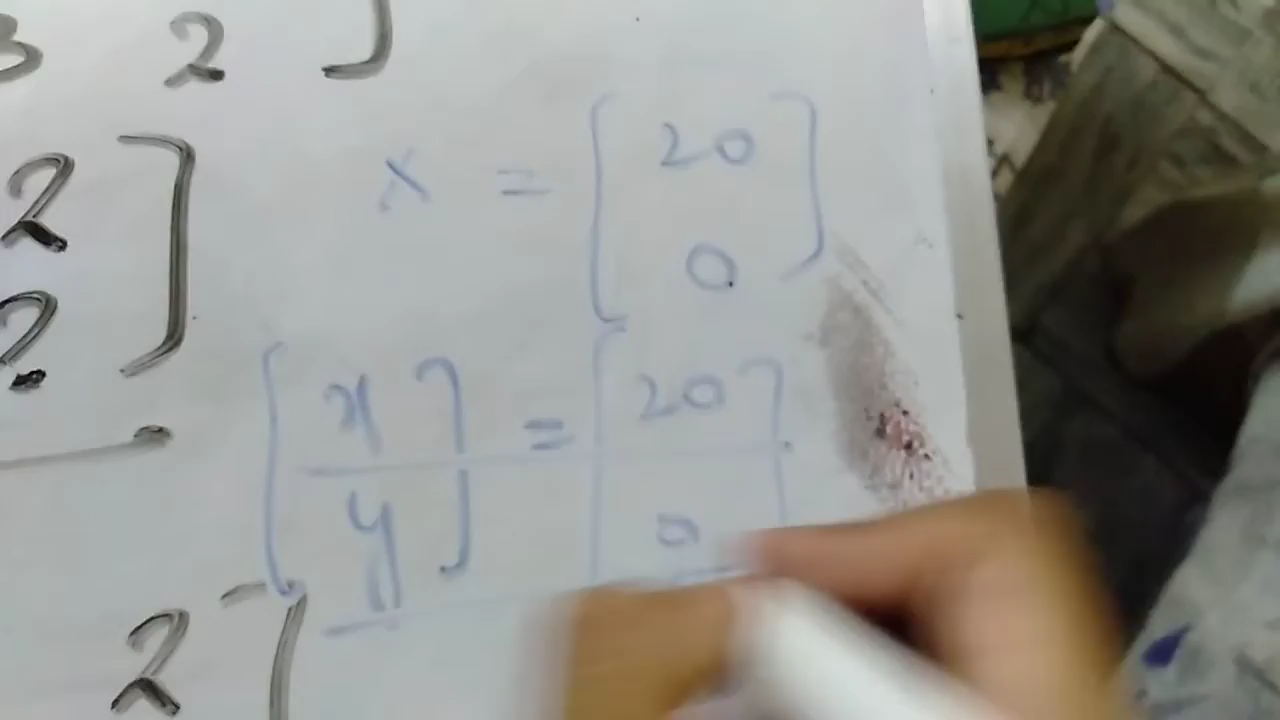 3 2 ]
2 ]
2
X = [ 20
0 ]
[ x
y ] = [ 20
0 ]
2 ]